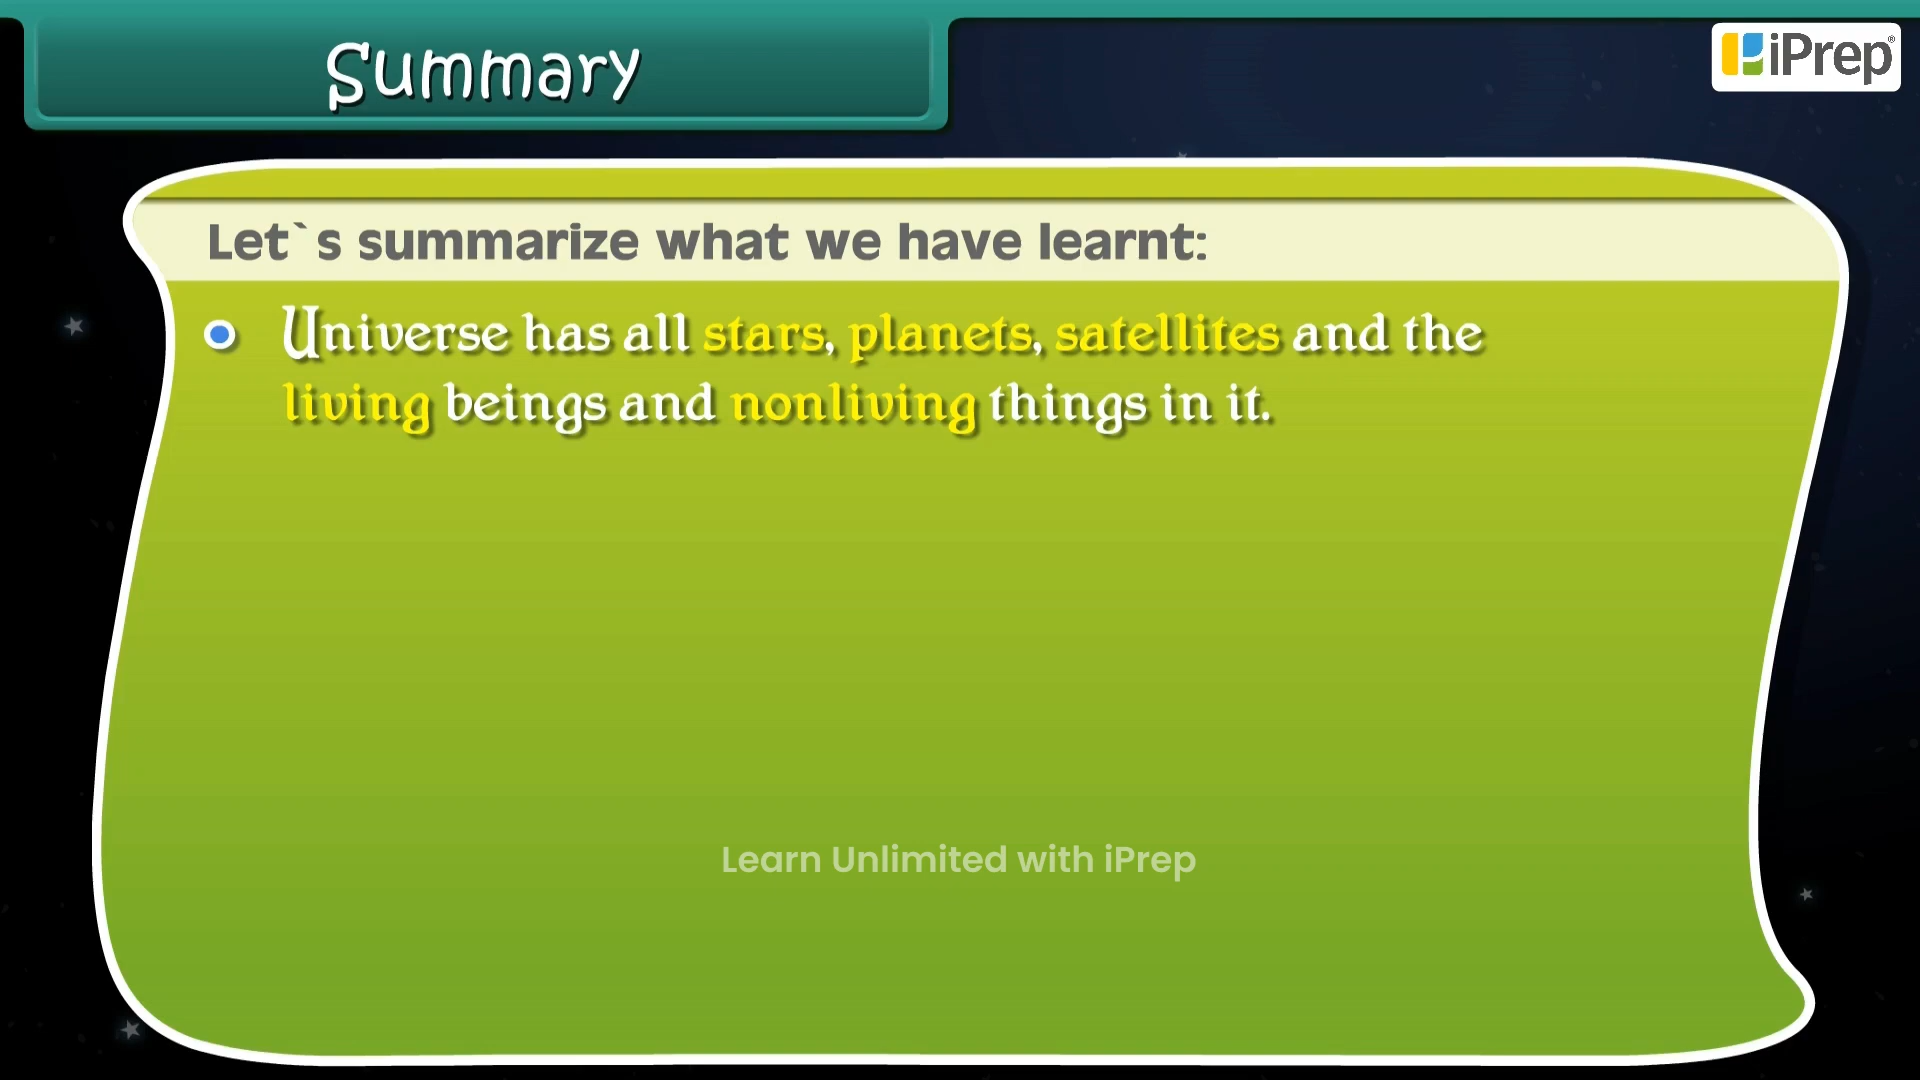 Summary
iPrep®
Let`s summarize what we have learnt:
Universe has all stars, planets, satellites and the
living beings and nonliving things in it.
Learn Unlimited with iPrep